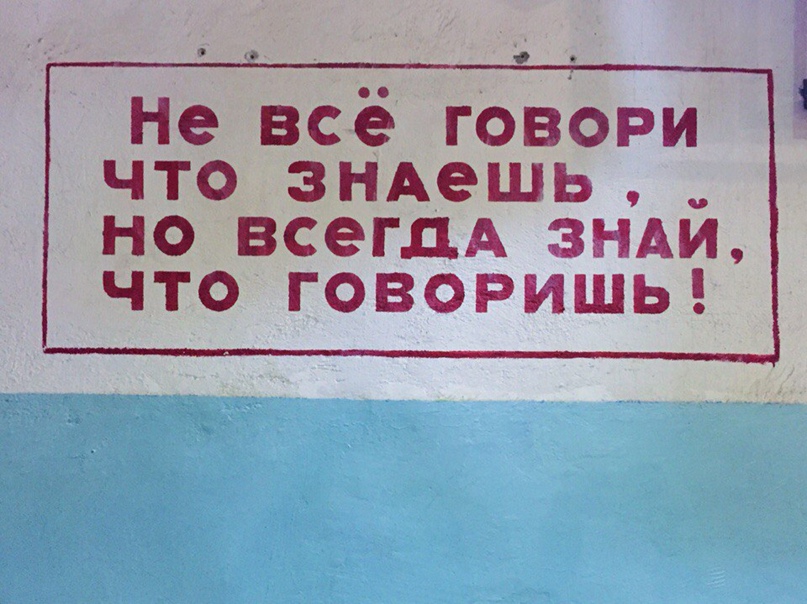 Не всё говори
что знаешь,
но всегда знай,
что говоришь!